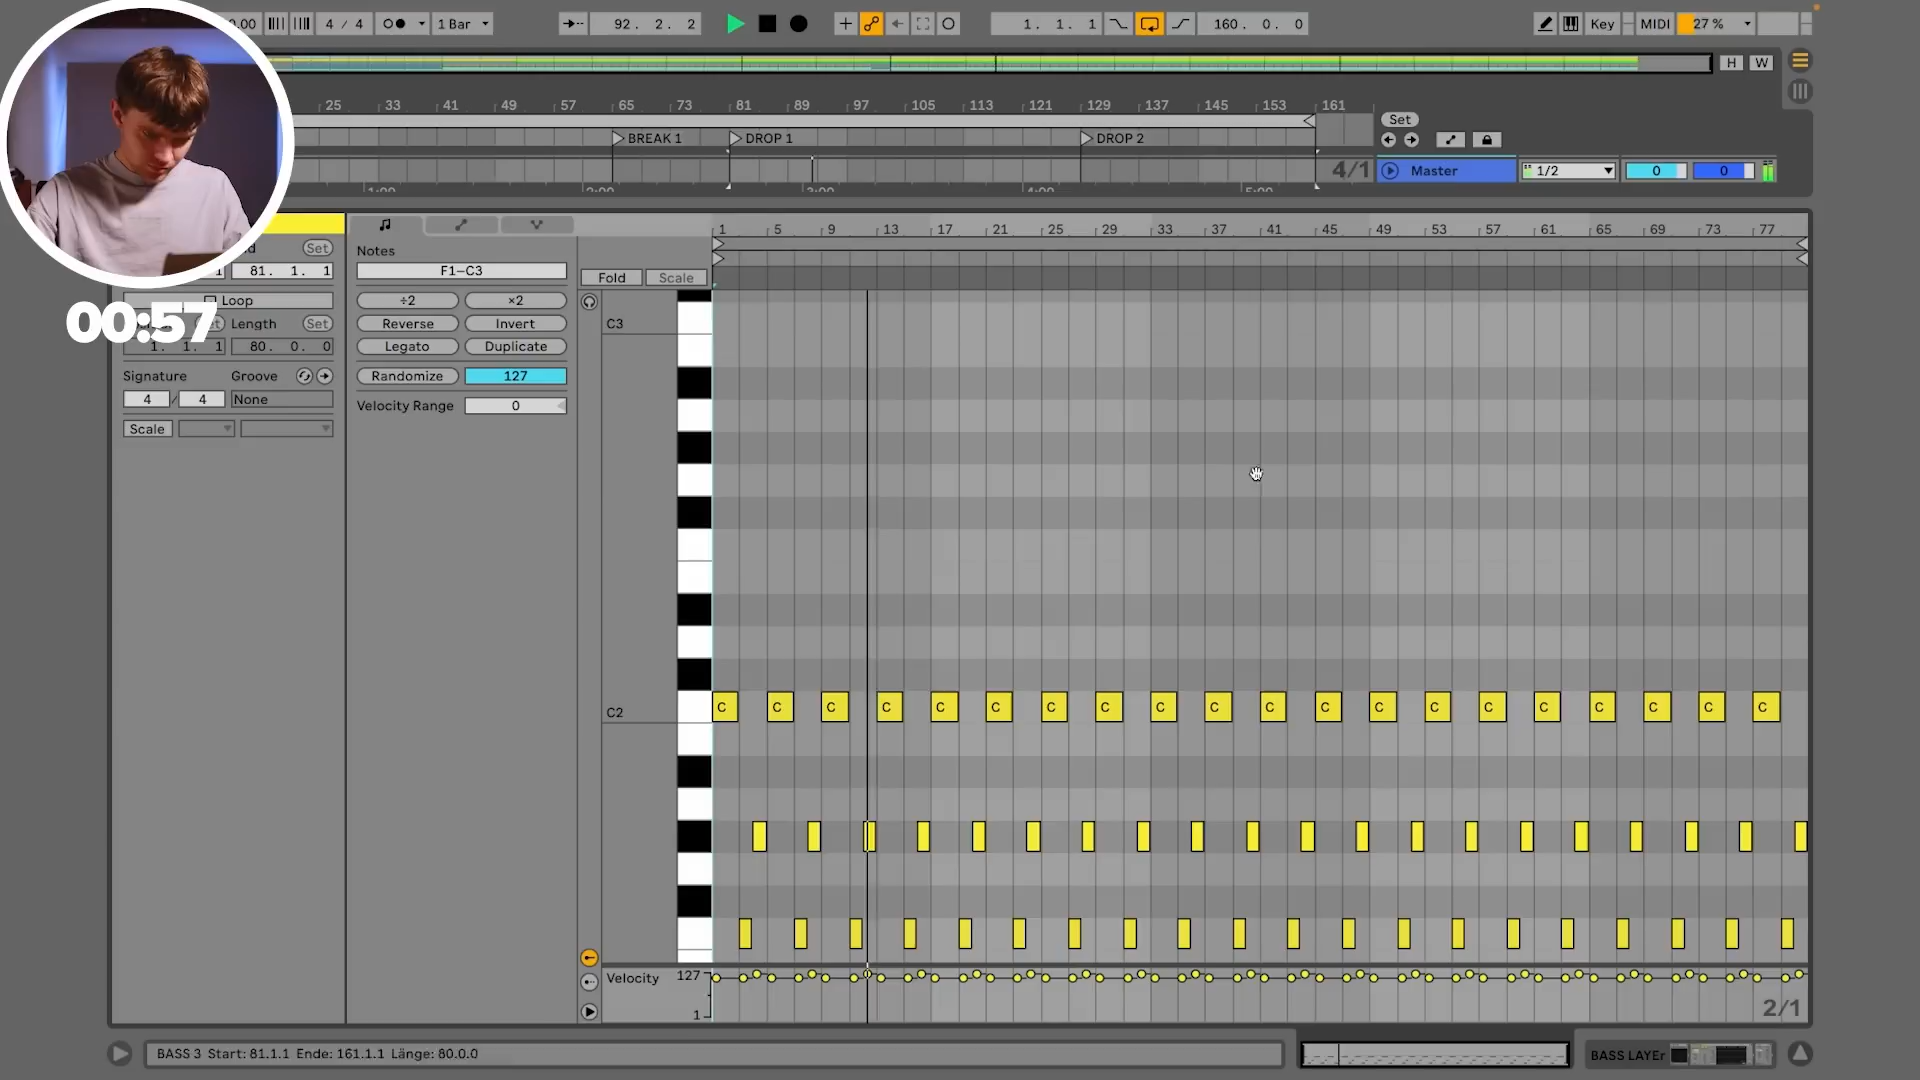 .00 4 / 4 1 Bar 92. 2. 2 1. 1. 1 160. 0. 0 Key MIDI 27 %
H W
25 33 41 49 57 65 73 81 89 97 105 113 121 129 137 145 153 161
Set
BREAK 1 DROP 1 DROP 2
4/1 Master 1/2 0 0
1:00 2:00 3:00 4:00 5:00
1 5 9 13 17 21 25 29 33 37 41 45 49 53 57 61 65 69 73 77
Set Notes
1 81. 1. 1 F1–C3
Fold Scale
Loop ÷2 ×2
00:57
Length Set Reverse Invert C3
1. 1. 1 80. 0. 0 Legato Duplicate
Signature Groove Randomize 127
4 / 4 None Velocity Range 0
Scale
C2 C C C C C C C C C C C C C C C C C C C C
Velocity 127
1
2/1
BASS 3 Start: 81.1.1 Ende: 161.1.1 Länge: 80.0.0 BASS LAYEr